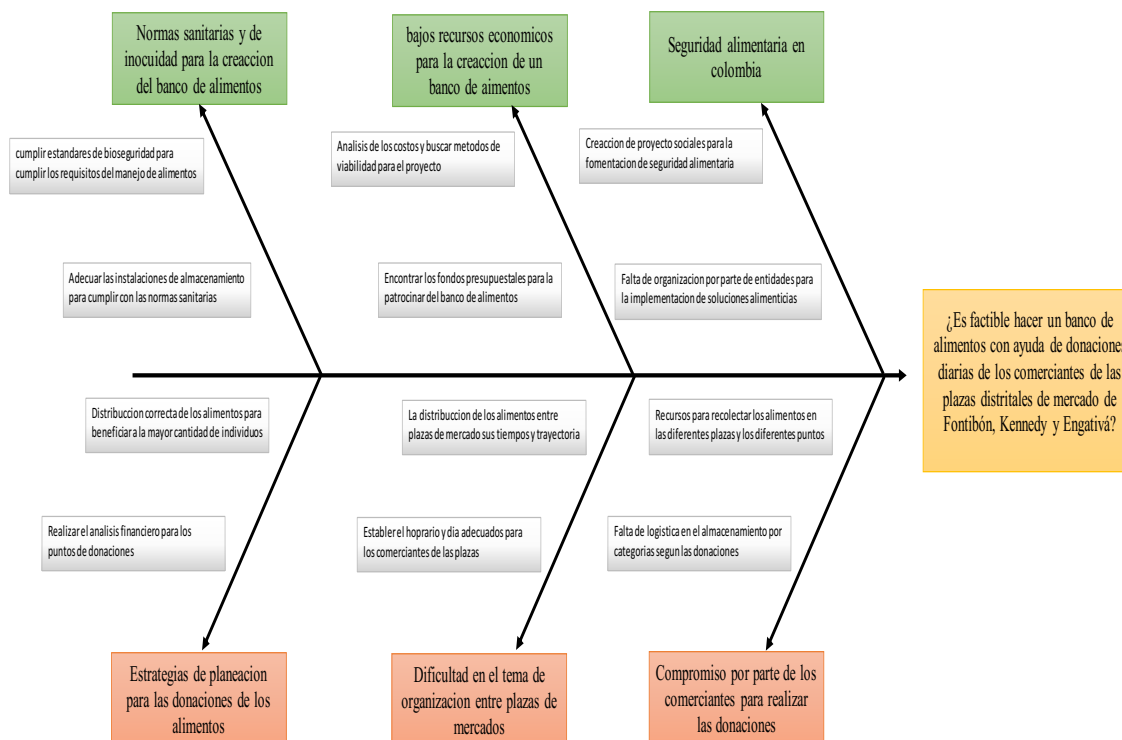 Normas sanitarias y de
inocuidad para la creaccion
del banco de alimentos
bajos recursos economicos
para la creaccion de un
banco de aimentos
Seguridad alimentaria en
colombia
cumplir estandares de bioseguridad para
cumplir los requisitos del manejo de alimentos
Analisis de los costos y buscar metodos de
viabilidad para el proyecto
Creaccion de proyecto sociales para la
fomentacion de seguridad alimentaria
Adecuar las instalaciones de almacenamiento
para cumplir con las normas sanitarias
Encontrar los fondos presupuestales para la
patrocinar del banco de alimentos
Falta de organizacion por parte de entidades para
la implementacion de soluciones alimenticias
¿Es factible hacer un banco de
alimentos con ayuda de donaciones
diarias de los comerciantes de las
plazas distritales de mercado de
Fontibón, Kennedy y Engativá?
Distribuccion correcta de los alimentos para
beneficiar a la mayor cantidad de individuos
La distribuccion de los alimentos entre
plazas de mercado sus tiempos y trayectoria
Recursos para recolectar los alimentos en
las diferentes plazas y los diferentes puntos
Realizar el analisis financiero para los
puntos de donaciones
Establer el hoprario y dia adecuados para
los comerciantes de las plazas
Falta de logistica en el almacenamiento por
categorias segun las donaciones
Estrategias de planeacion
para las donaciones de los
alimentos
Dificultad en el tema de
organizacion entre plazas de
mercados
Compromiso por parte de los
comerciantes para realizar
las donaciones